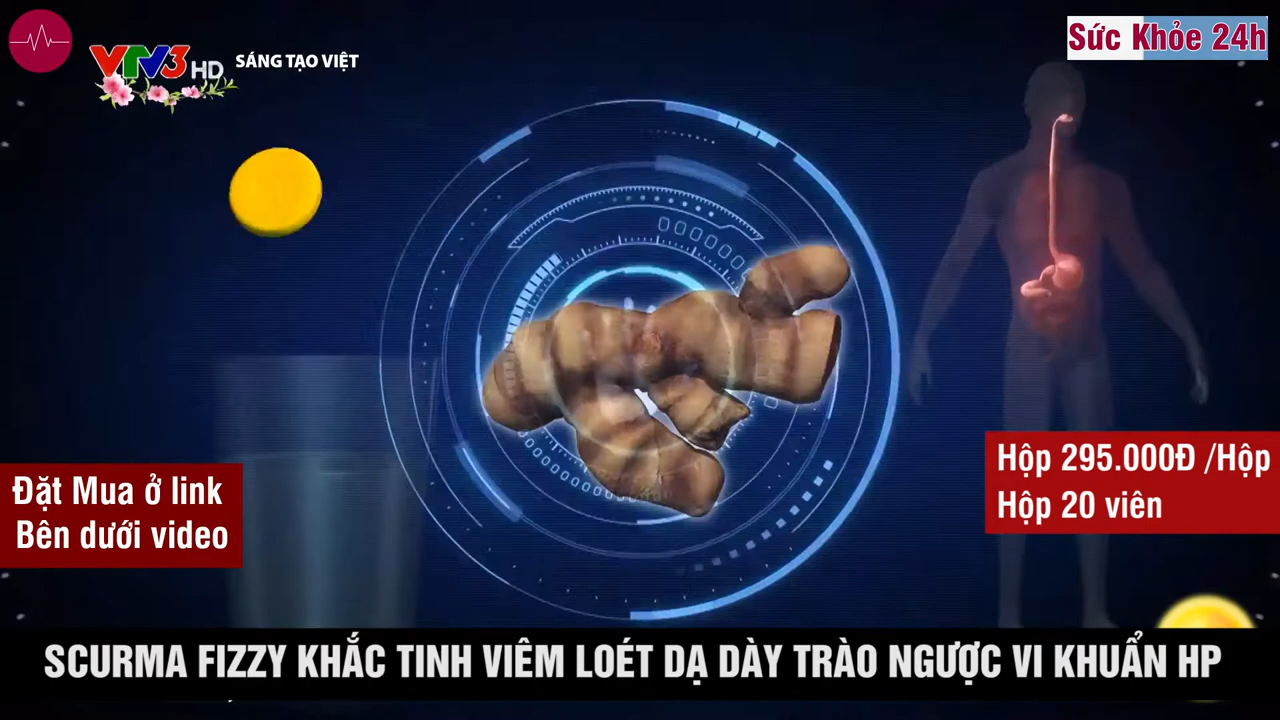 VTV3 HD
SÁNG TẠO VIỆT
Sức Khỏe 24h
Hộp 295.000Đ /Hộp
Hộp 20 viên
Đặt Mua ở link
Bên dưới video
SCURMA FIZZY KHẮC TINH VIÊM LOÉT DẠ DÀY TRÀO NGƯỢC VI KHUẨN HP